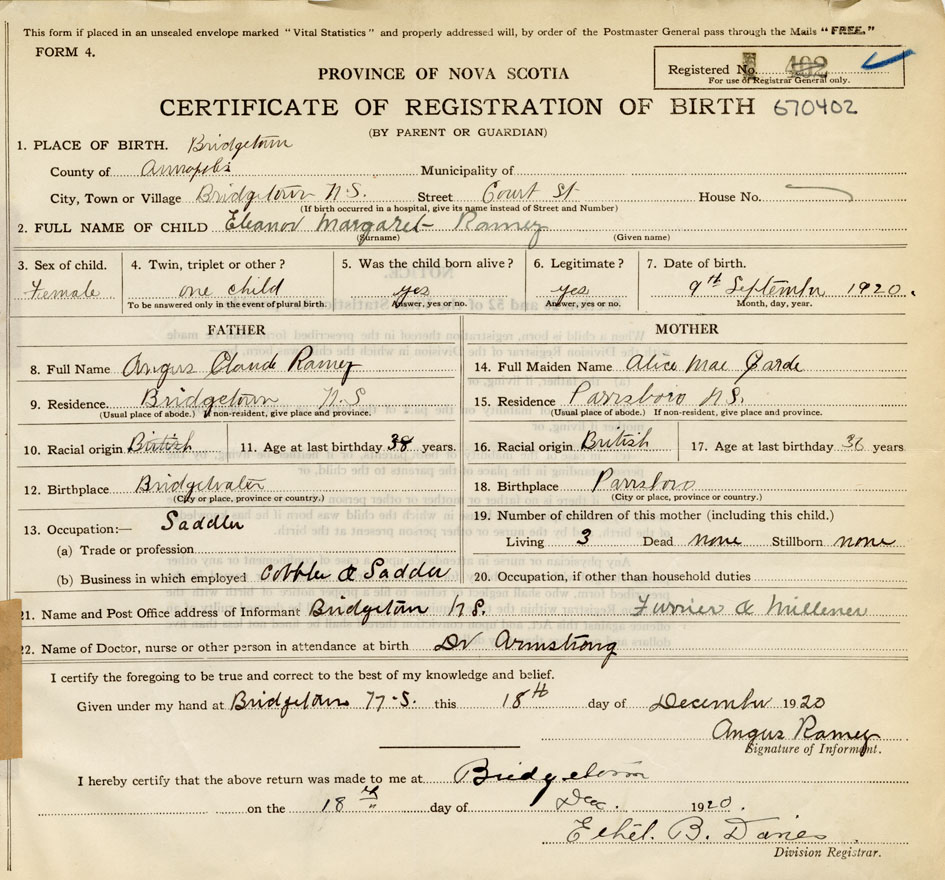 This form if placed in an unsealed envelope marked "Vital Statistics" and properly addressed will, by order of the Postmaster General pass through the Mails "FREE."
FORM 4.
Registered No. 402
For use of Registrar General only.
PROVINCE OF NOVA SCOTIA
CERTIFICATE OF REGISTRATION OF BIRTH 670402
(BY PARENT OR GUARDIAN)
1. PLACE OF BIRTH. Bridgetown
County of Annapolis Municipality of
City, Town or Village Bridgetown N.S. Street Court St House No.
(If birth occurred in a hospital, give its name instead of Street and Number)
2. FULL NAME OF CHILD Eleanor Margaret Ramey
(Surname) (Given name)
3. Sex of child. 4. Twin, triplet or other? 5. Was the child born alive? 6. Legitimate? 7. Date of birth.
Female one child yes yes 9th September 1920.
To be answered only in the event of plural birth. Answer, yes or no. Answer, yes or no. Month, day, year.
FATHER MOTHER
8. Full Name Angus Claude Ramey 14. Full Maiden Name Alice Mae Carde
9. Residence. Bridgetown N.S 15. Residence Parrsboro N.S.
(Usual place of abode.) If non-resident, give place and province. (Usual place of abode.) If non-resident, give place and province.
10. Racial origin British 11. Age at last birthday 38 years. 16. Racial origin British 17. Age at last birthday 36 years
12. Birthplace Bridgewater 18. Birthplace Parrsboro
(City or place, province or country.) (City or place, province or country.)
13. Occupation:— Saddler 19. Number of children of this mother (including this child.)
(a) Trade or profession Living 3 Dead none Stillborn none
(b) Business in which employed Cobbler & Saddler 20. Occupation, if other than household duties
21. Name and Post Office address of Informant Bridgetown N.S. Furrier & Millener
22. Name of Doctor, nurse or other person in attendance at birth Dr Armstrong
I certify the foregoing to be true and correct to the best of my knowledge and belief.
Given under my hand at Bridgetown N.S. this 18th day of December 1920
Angus Ramey
Signature of Informant.
I hereby certify that the above return was made to me at Bridgetown
on the 18th day of Dec. 1920.
Ethel. B. Davies
Division Registrar.